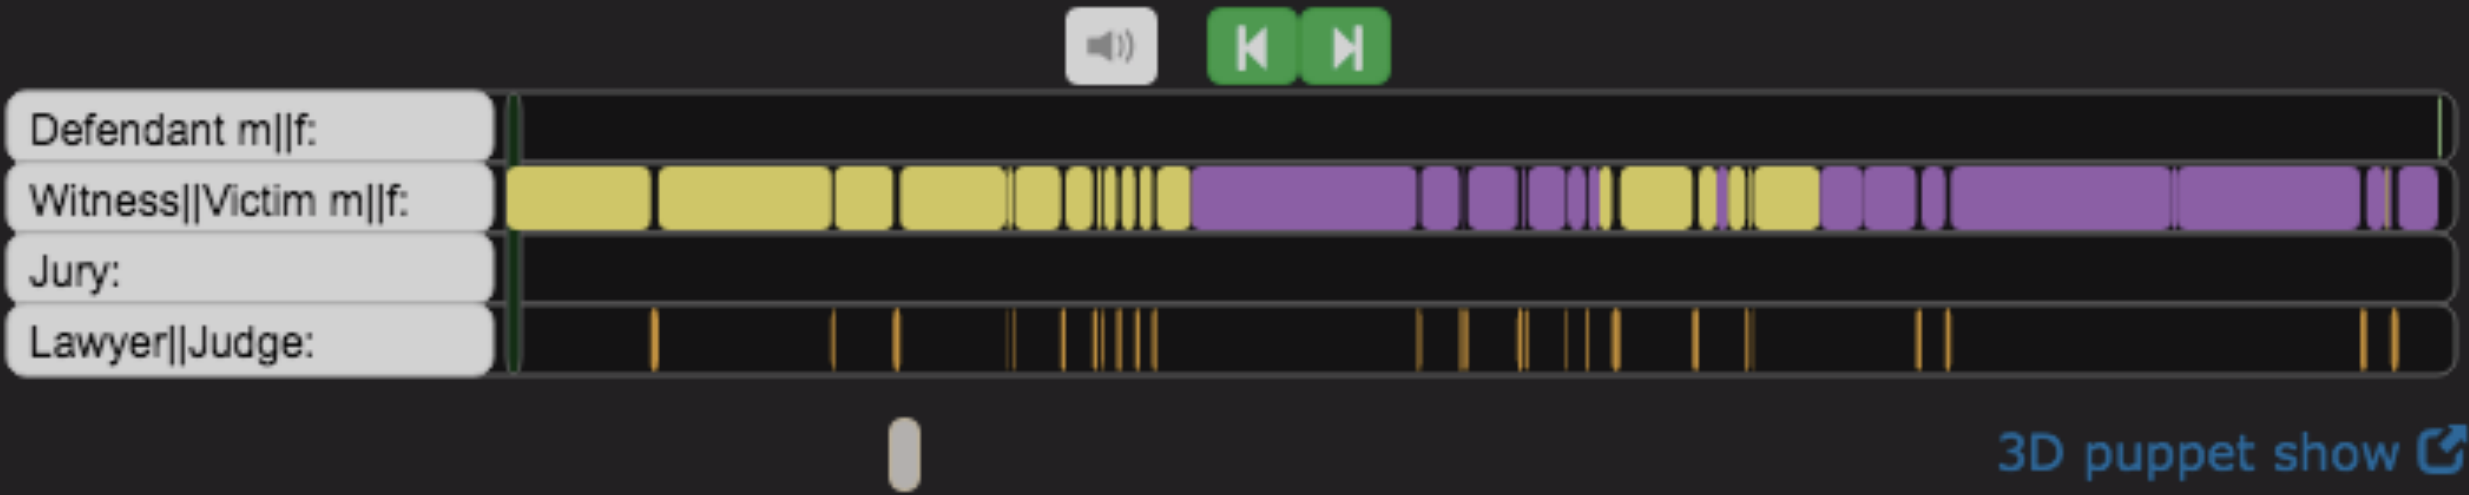 Defendant m||f:
Witness||Victim m||f:
Jury:
Lawyer||Judge:
3D puppet show